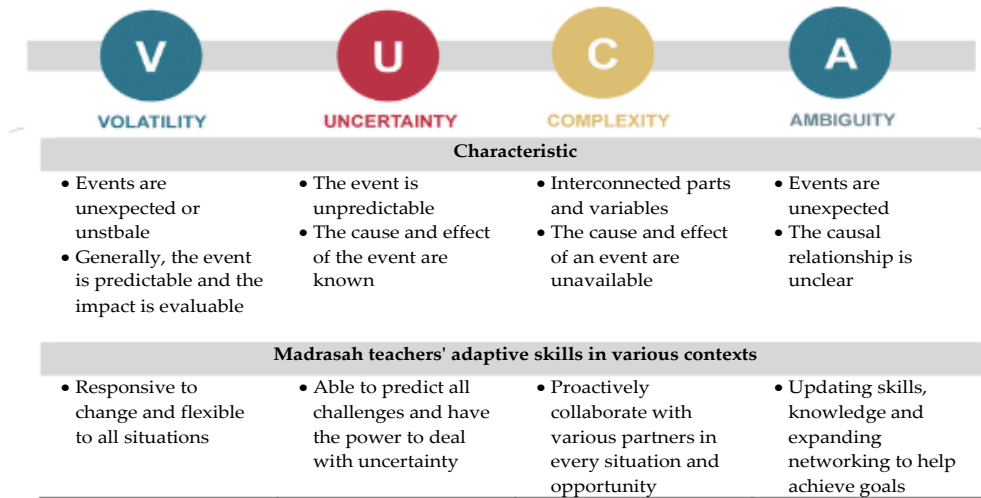 V
U
C
A
VOLATILITY
UNCERTAINTY
COMPLEXITY
AMBIGUITY
Characteristic
• Events are
unexpected or
unstbale
• Generally, the event
is predictable and the
impact is evaluable
• The event is
unpredictable
• The cause and effect
of the event are
known
• Interconnected parts
and variables
• The cause and effect
of an event are
unavailable
• Events are
unexpected
• The causal
relationship is
unclear
Madrasah teachers' adaptive skills in various contexts
• Responsive to
change and flexible
to all situations
• Able to predict all
challenges and have
the power to deal
with uncertainty
• Proactively
collaborate with
various partners in
every situation and
opportunity
• Updating skills,
knowledge and
expanding
networking to help
achieve goals